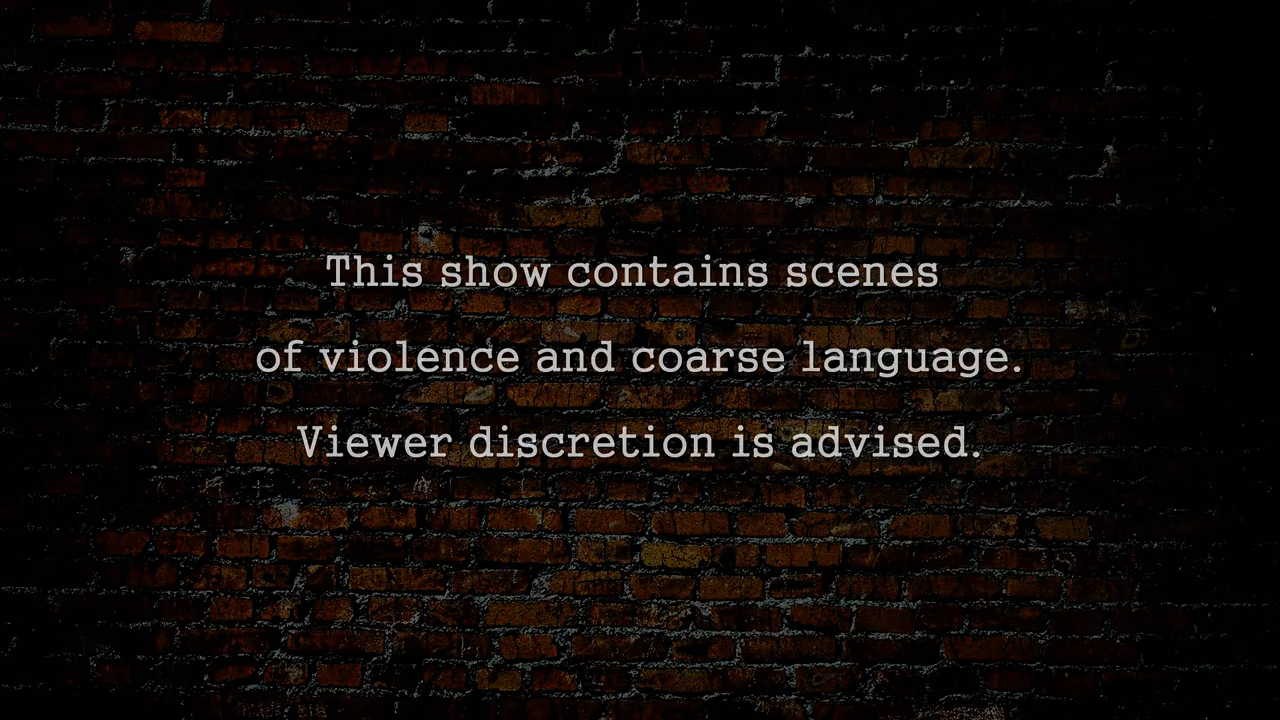 This show contains scenes
of violence and coarse language.
Viewer discretion is advised.